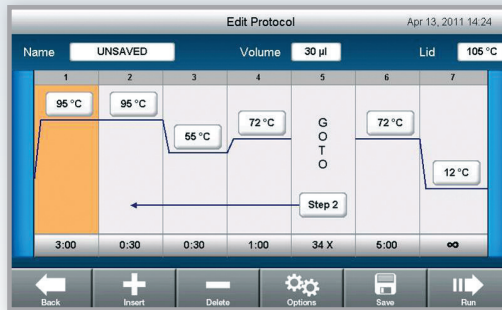 Edit Protocol Apr 13, 2011 14:24
Name UNSAVED Volume 30 µl Lid 105 °C
1 2 3 4 5 6 7
95 °C 95 °C 55 °C 72 °C GOTO 72 °C 12 °C
Step 2
3:00 0:30 0:30 1:00 34 X 5:00 ∞
Back Insert Delete Options Save Run